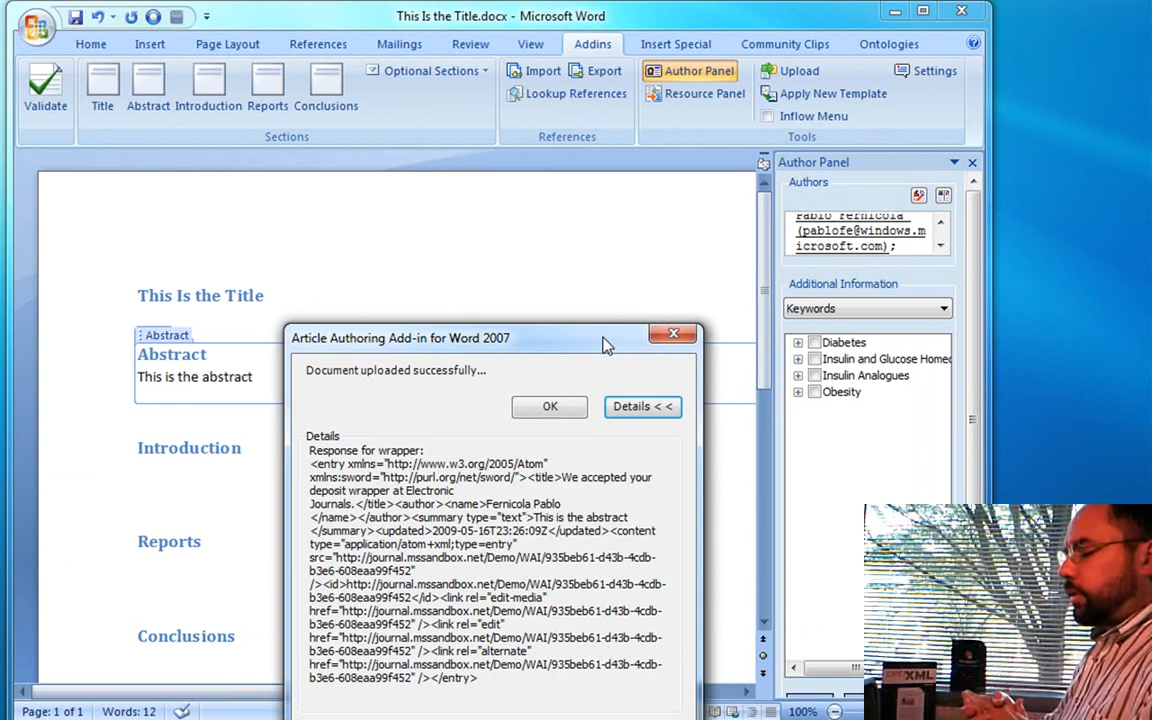 This Is the Title.docx - Microsoft Word
Home Insert Page Layout References Mailings Review View Addins Insert Special Community Clips Ontologies
Validate
Title
Abstract
Introduction
Reports
Conclusions
Optional Sections
Sections
Import
Export
Lookup References
References
Author Panel
Resource Panel
Upload
Apply New Template
Inflow Menu
Settings
Tools
This Is the Title
Abstract
Abstract
This is the abstract
Introduction
Reports
Conclusions
Article Authoring Add-in for Word 2007
Document uploaded successfully...
OK
Details < <
Details
Response for wrapper:
<entry xmlns="http://www.w3.org/2005/Atom"
xmlns:sword="http://purl.org/net/sword/"><title>We accepted your
deposit wrapper at Electronic
Journals.</title><author><name>Fernicola Pablo
</name></author><summary type="text">This is the abstract
</summary><updated>2009-05-16T23:26:09Z</updated><content
type="application/atom+xml;type=entry"
src="http://journal.mssandbox.net/Demo/WAI/935beb61-d43b-4cdb-
b3e6-608eaa99f452"
/><id>http://journal.mssandbox.net/Demo/WAI/935beb61-d43b-4cdb-
b3e6-608eaa99f452</id><link rel="edit-media"
href="http://journal.mssandbox.net/Demo/WAI/935beb61-d43b-4cdb-
b3e6-608eaa99f452" /><link rel="edit"
href="http://journal.mssandbox.net/Demo/WAI/935beb61-d43b-4cdb-
b3e6-608eaa99f452" /><link rel="alternate"
href="http://journal.mssandbox.net/Demo/WAI/935beb61-d43b-4cdb-
b3e6-608eaa99f452" /></entry>
Author Panel
Authors
Pablo Fernicola
(pablofe@windows.m
icrosoft.com);
Additional Information
Keywords
Diabetes
Insulin and Glucose Homeo
Insulin Analogues
Obesity
XML
Page: 1 of 1
Words: 12
100%